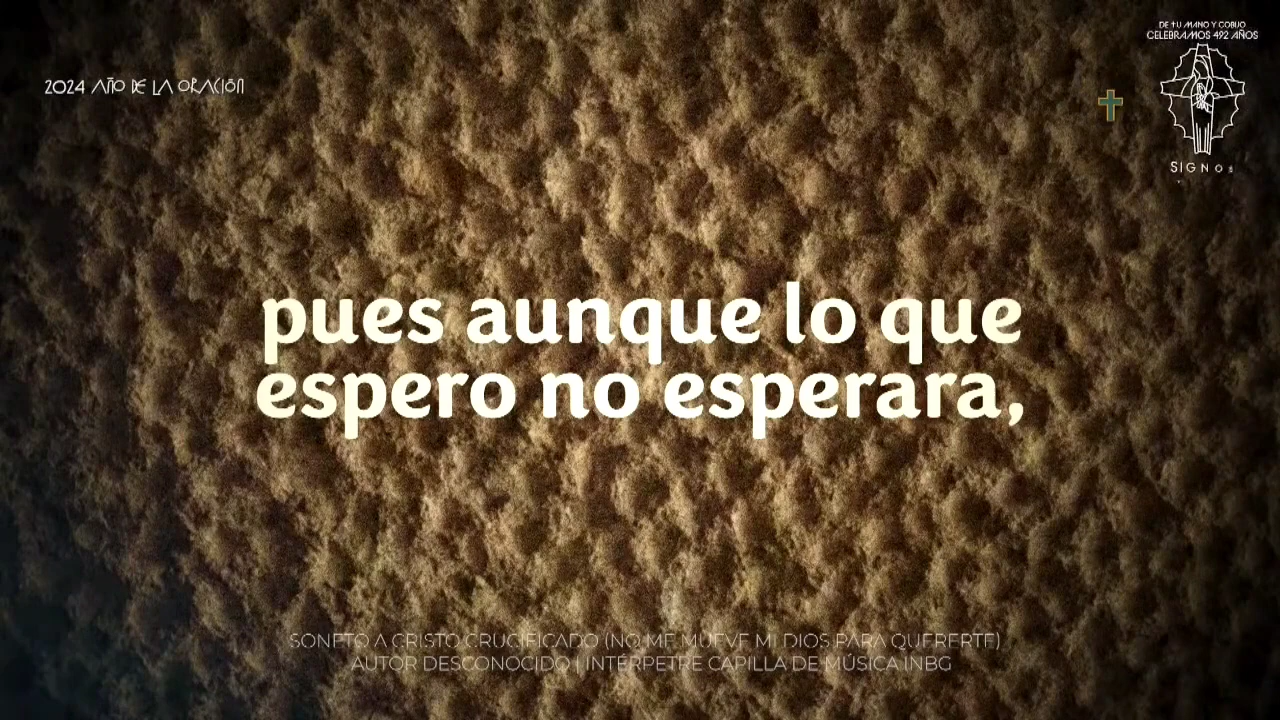 DE TU MANO Y COBIJO
CELEBRAMOS 492 AÑOS
2024 AÑO DE LA ORACIÓN
SIGNOS
pues aunque lo que
espero no esperara,
SONETO A CRISTO CRUCIFICADO (NO ME MUEVE MI DIOS PARA QUERERTE)
AUTOR DESCONOCIDO | INTÉRPETRE CAPILLA DE MÚSICA INBG